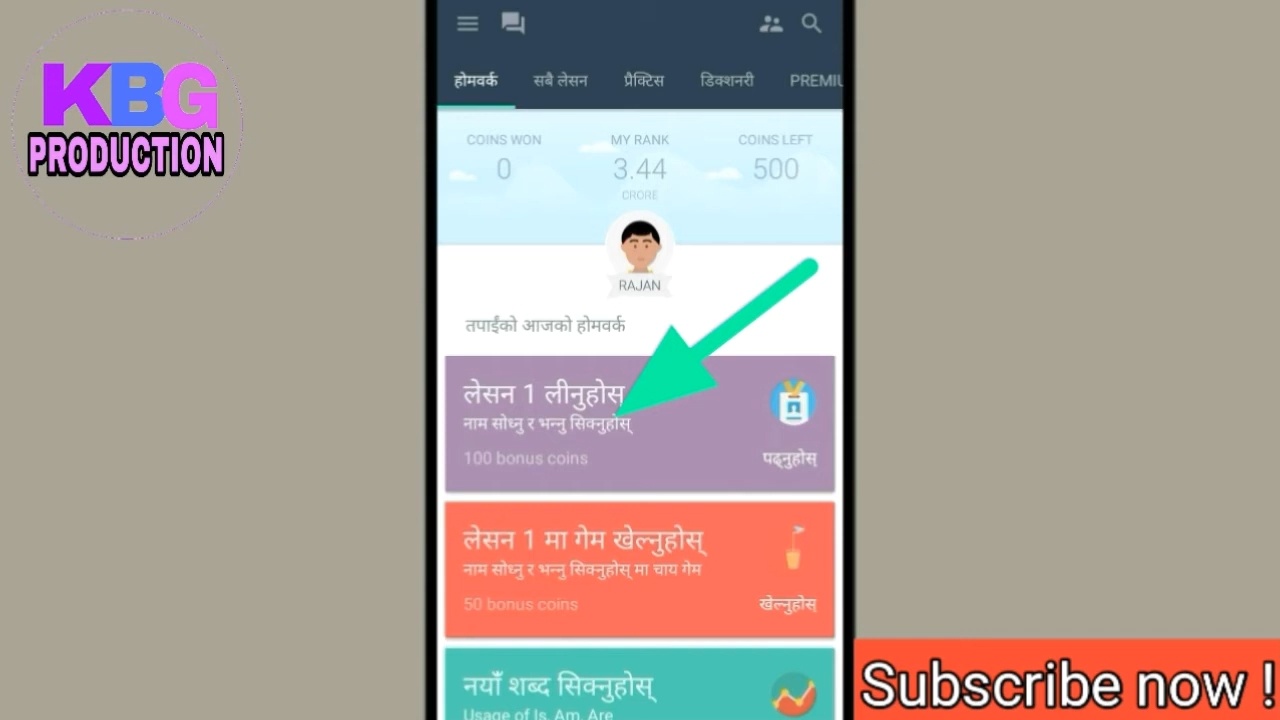 KBG
PRODUCTION
होमवर्क सबै लेसन प्रैक्टिस डिक्शनरी PREMIU
COINS WON MY RANK COINS LEFT
0 3.44 500
CRORE
RAJAN
तपाईंको आजको होमवर्क
लेसन 1 लीनुहोस्
नाम सोध्नु र भन्नु सिक्नुहोस्
100 bonus coins पढ्नुहोस्
लेसन 1 मा गेम खेल्नुहोस्
नाम सोध्नु र भन्नु सिक्नुहोस् मा चाय गेम
50 bonus coins खेल्नुहोस्
नयाँ शब्द सिक्नुहोस्
Usage of Is, Am, Are
Subscribe now !